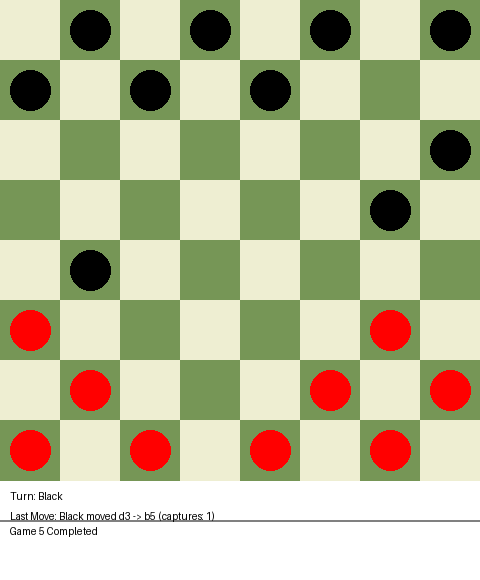 Turn: Black
Last Move: Black moved d3 -> b5 (captures: 1)
Game 5 Completed